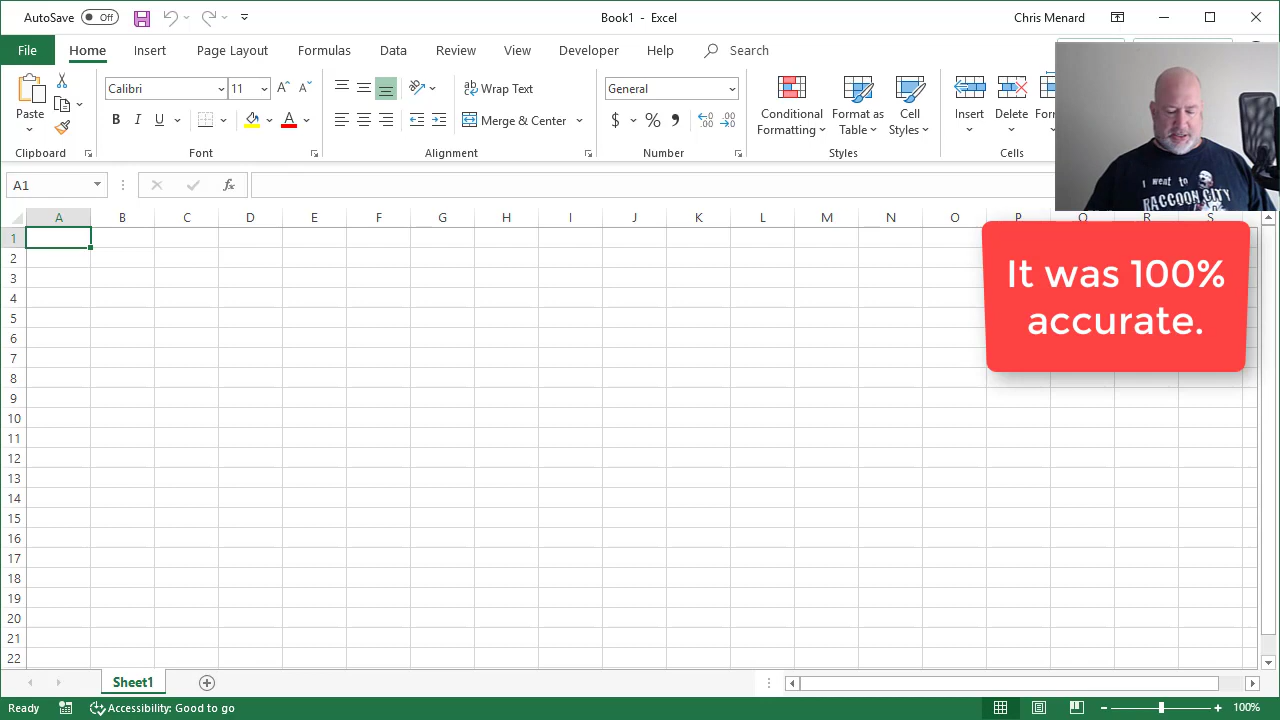 AutoSave Off Book1 - Excel Chris Menard
File Home Insert Page Layout Formulas Data Review View Developer Help Search
Calibri 11 Wrap Text General
Paste B I U Merge & Center $ % Conditional Formatting Format as Table Cell Styles Insert Delete
Clipboard Font Alignment Number Styles Cells
I went to
RACCOON CITY
A1 fx
A B C D E F G H I J K L M N O P Q R S
1
2
3
4
5
6
7
8
9
10
11
12
13
14
15
16
17
18
19
20
21
22
It was 100%
accurate.
Sheet1
Ready Accessibility: Good to go 100%